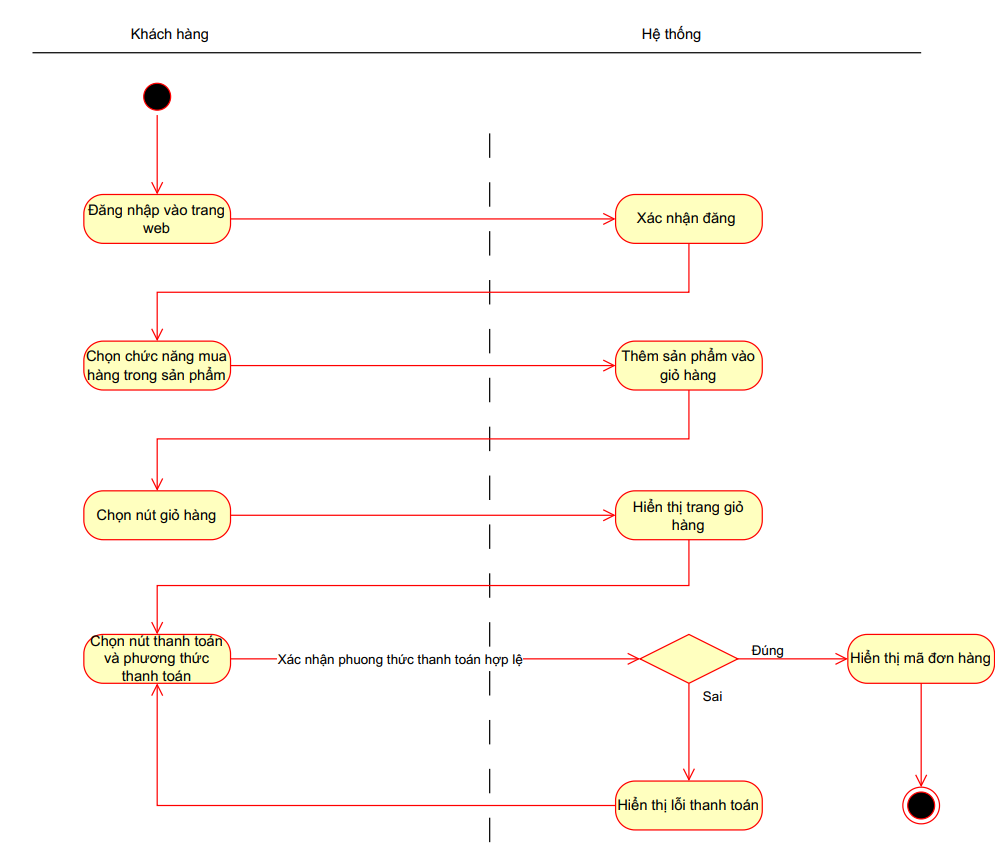 Khách hàng
Hệ thống
Đăng nhập vào trang
web
Xác nhận đăng
Chọn chức năng mua
hàng trong sản phẩm
Thêm sản phẩm vào
giỏ hàng
Chọn nút giỏ hàng
Hiển thị trang giỏ
hàng
Chọn nút thanh toán
và phương thức
thanh toán
Xác nhận phuong thức thanh toán hợp lệ
Đúng
Hiển thị mã đơn hàng
Sai
Hiển thị lỗi thanh toán